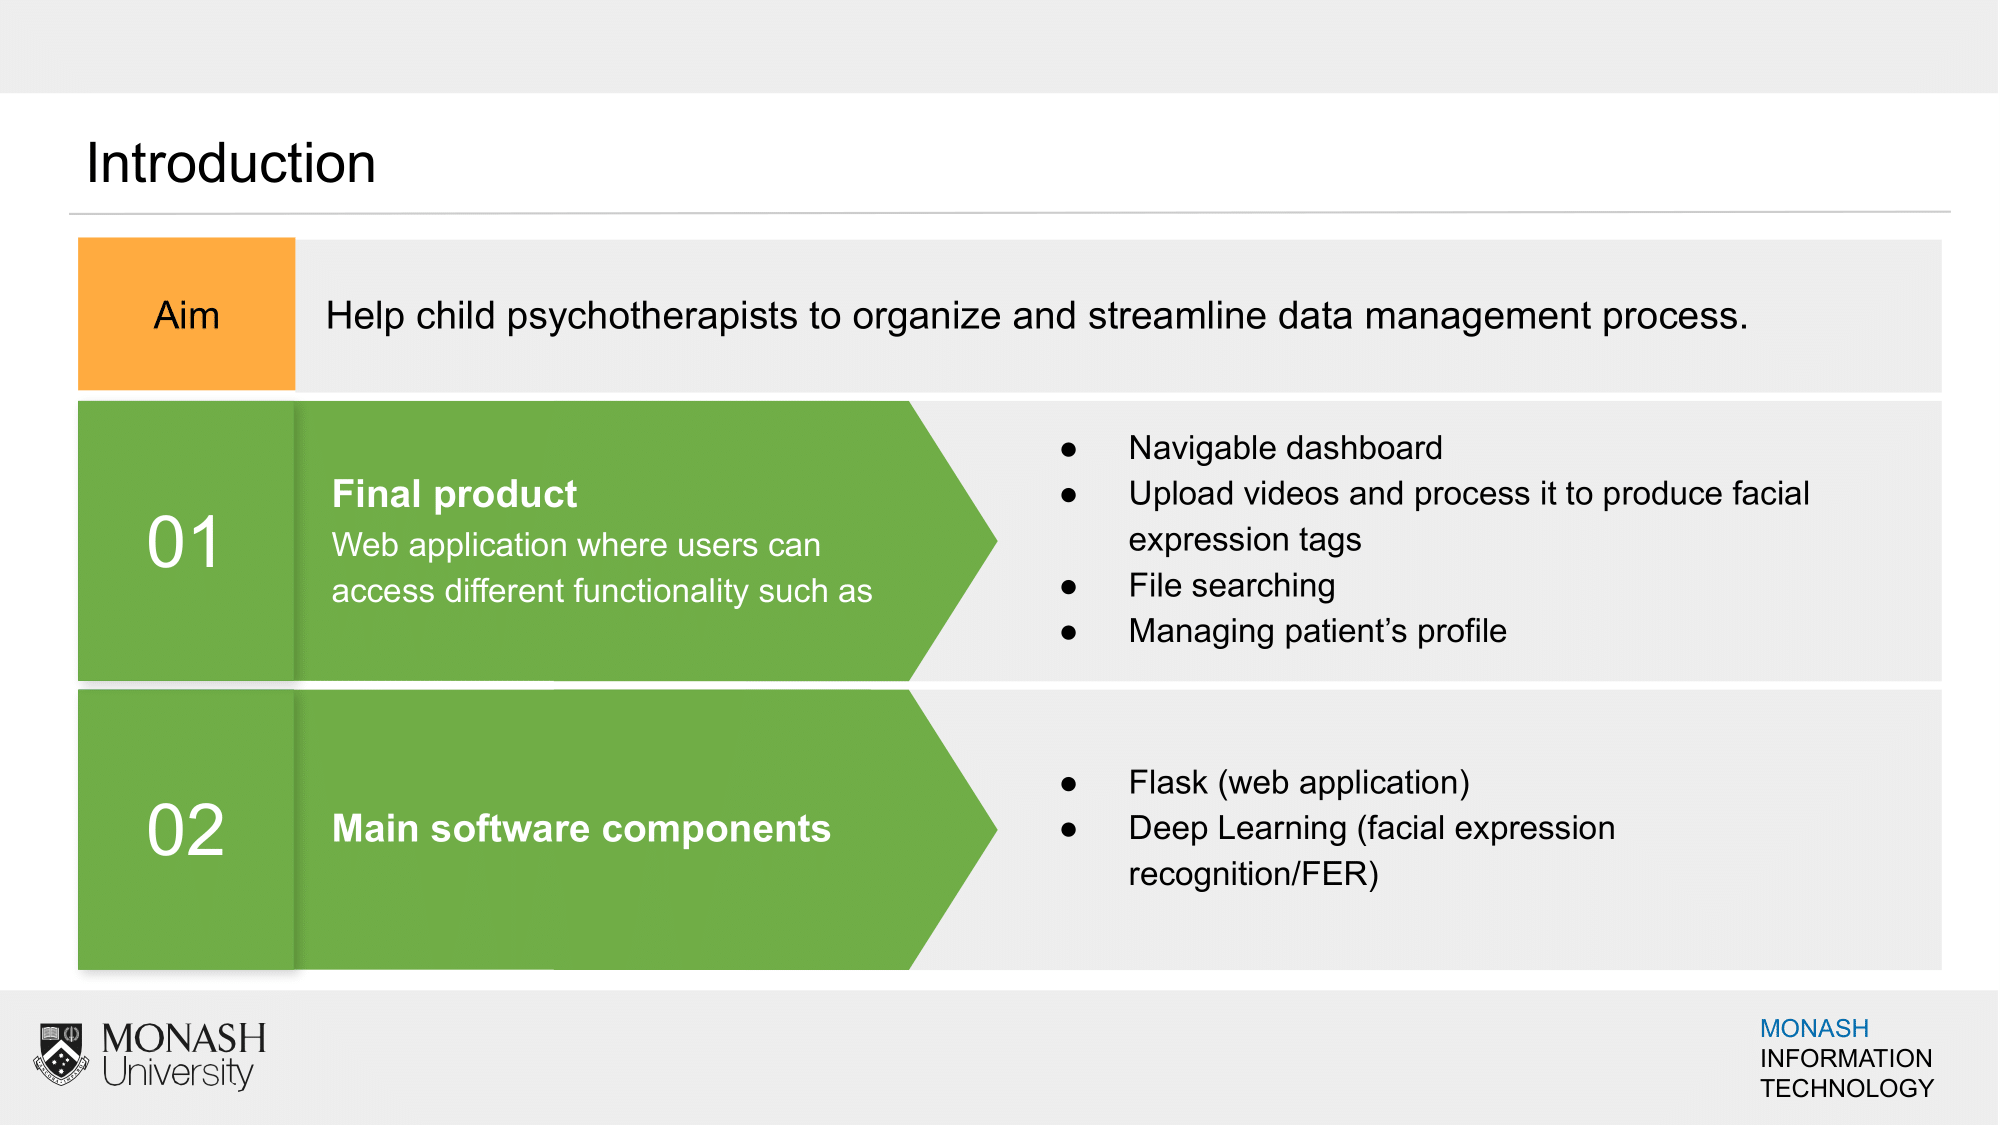 Introduction
Aim
Help child psychotherapists to organize and streamline data management process.
01
Final product
Web application where users can
access different functionality such as
● Navigable dashboard
● Upload videos and process it to produce facial
expression tags
● File searching
● Managing patient’s profile
02
Main software components
● Flask (web application)
● Deep Learning (facial expression
recognition/FER)
MONASH
University
MONASH
INFORMATION
TECHNOLOGY